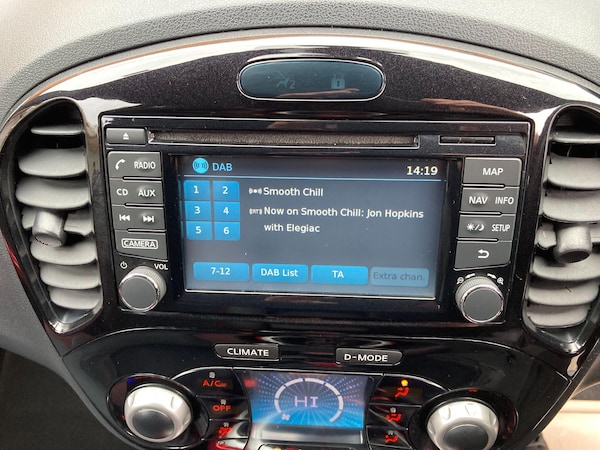 2
RADIO
CD AUX
CAMERA
VOL
DAB 14:19
1 2
3 4
5 6
Smooth Chill
Now on Smooth Chill: Jon Hopkins
with Elegiac
7-12 DAB List TA Extra chan.
MAP
NAV INFO
SETUP
CLIMATE D-MODE
A/C
OFF
HI